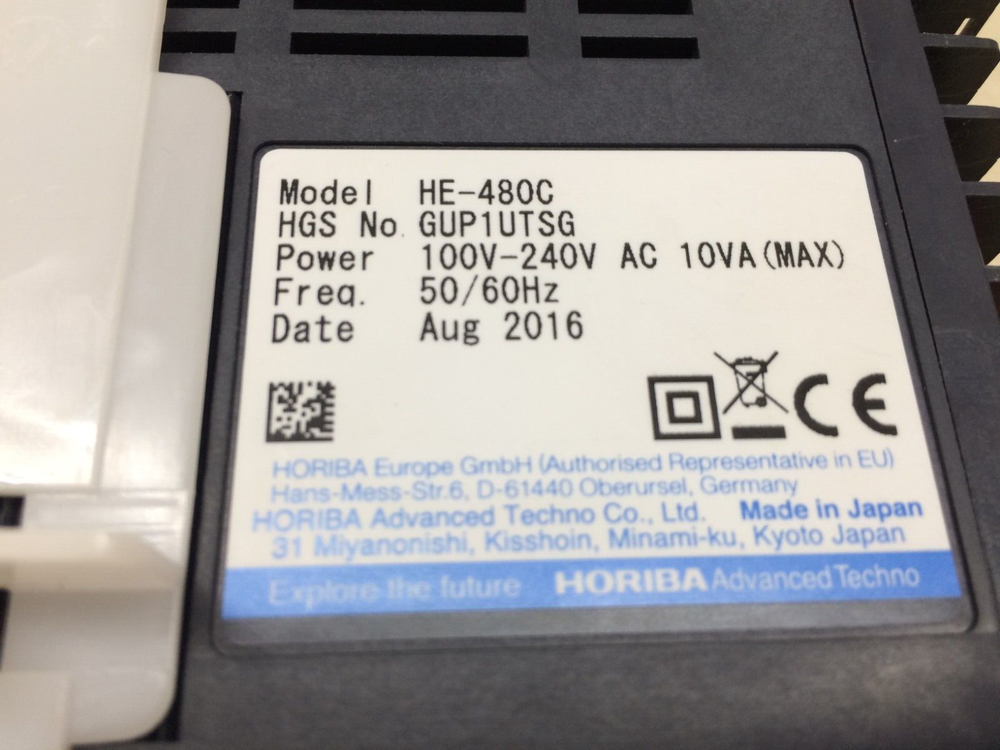 Model HE-480C
HGS No. GUP1UTSG
Power 100V-240V AC 10VA(MAX)
Freq. 50/60Hz
Date Aug 2016
CE
HORIBA Europe GmbH (Authorised Representative in EU)
Hans-Mess-Str.6, D-61440 Oberursel, Germany
HORIBA Advanced Techno Co., Ltd. Made in Japan
31 Miyanonishi, Kisshoin, Minami-ku, Kyoto Japan
Explore the future HORIBA Advanced Techno